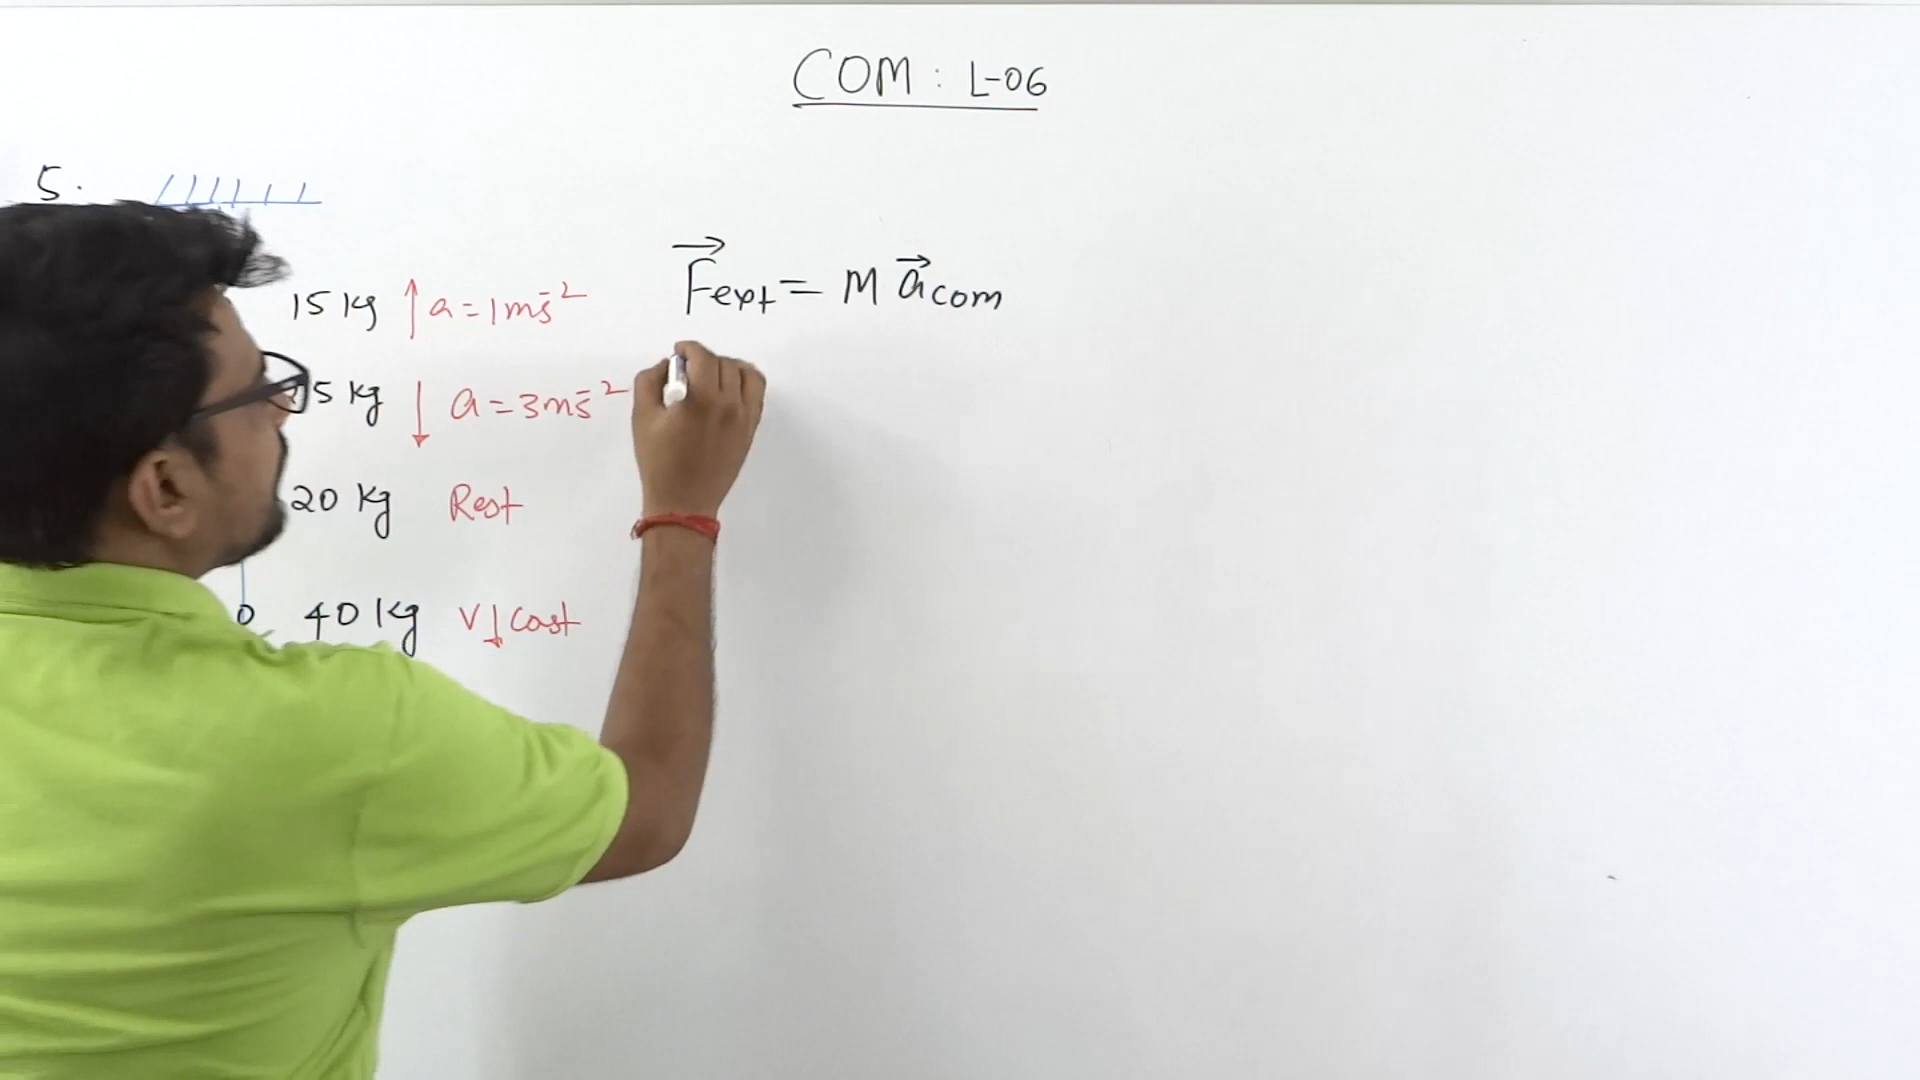 COM : L-06
5.
15 kg ↑ a = 1 ms⁻²
5 kg ↓ a = 3 ms⁻²
20 kg Rest
0 40 kg V↓ Cost
F⃗ext = M a⃗com